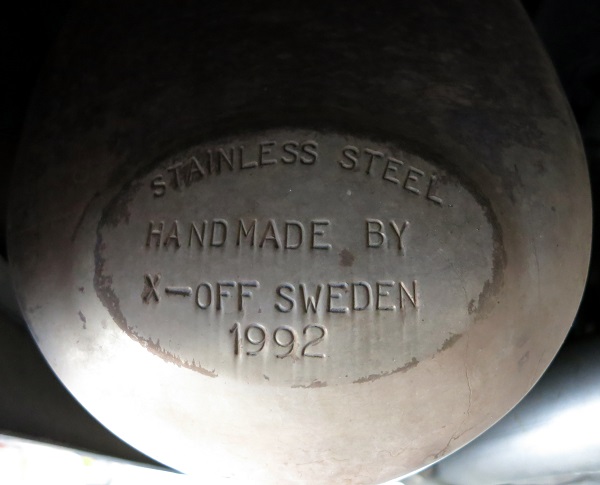 STAINLESS STEEL
HANDMADE BY
X-OFF SWEDEN
1992